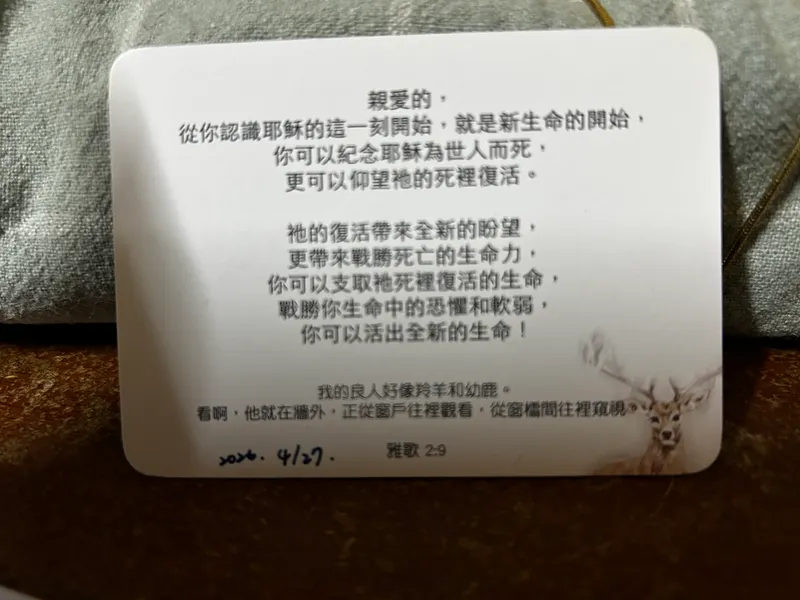 親愛的，
從你認識耶穌的這一刻開始，就是新生命的開始，
你可以紀念耶穌為世人而死，
更可以仰望祂的死裡復活。
祂的復活帶來全新的盼望，
更帶來戰勝死亡的生命力，
你可以支取祂死裡復活的生命，
戰勝你生命中的恐懼和軟弱，
你可以活出全新的生命！
我的良人好像羚羊和幼鹿。
看啊，他就在牆外，正從窗戶往裡觀看，從窗櫺間往裡窺視。
雅歌 2:9
2026. 4/27.